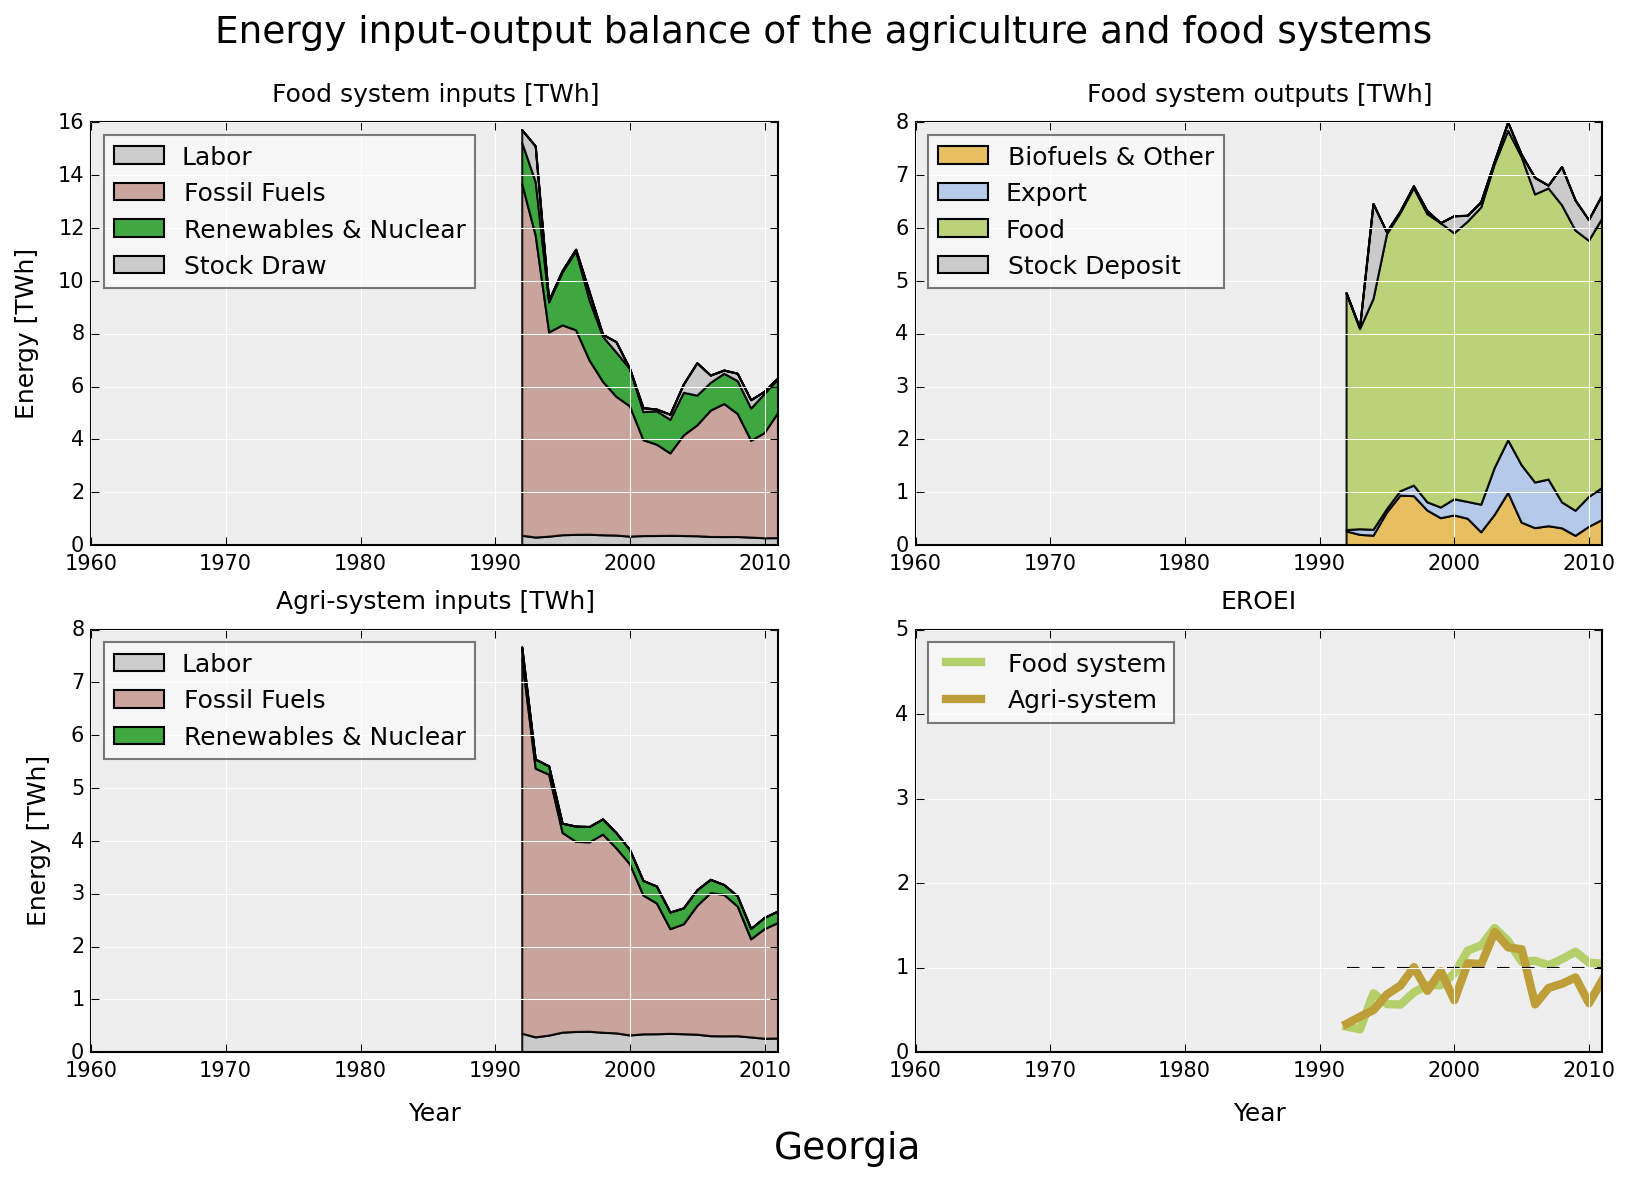 Energy input-output balance of the agriculture and food systems
Food system inputs [TWh]
Energy [TWh]
16
14
12
10
8
6
4
2
0
Labor
Fossil Fuels
Renewables & Nuclear
Stock Draw
1960 1970 1980 1990 2000 2010
Food system outputs [TWh]
8
7
6
5
4
3
2
1
0
Biofuels & Other
Export
Food
Stock Deposit
1960 1970 1980 1990 2000 2010
Agri-system inputs [TWh]
Energy [TWh]
8
7
6
5
4
3
2
1
0
Labor
Fossil Fuels
Renewables & Nuclear
1960 1970 1980 1990 2000 2010
Year
EROEI
5
4
3
2
1
0
Food system
Agri-system
1960 1970 1980 1990 2000 2010
Year
Georgia